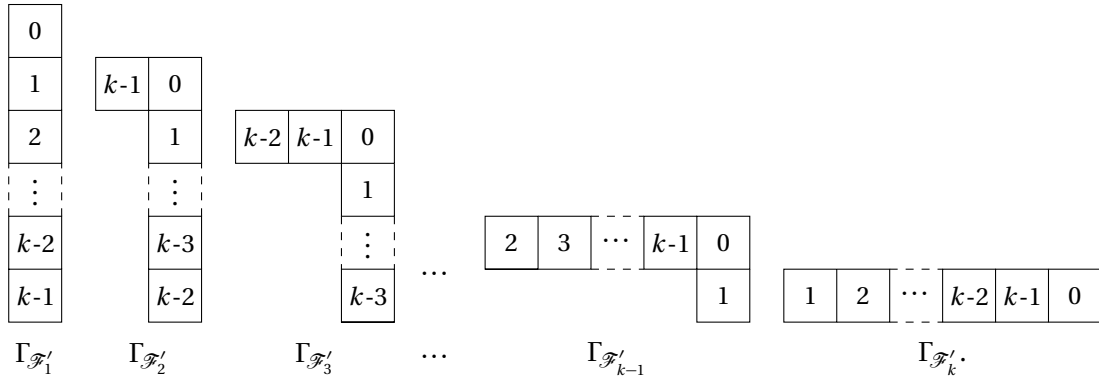 0
1 k-1 0
2 1 k-2 k-1 0
⋮ ⋮ 1
k-2 k-3 ⋮ 2 3 ⋯ k-1 0
k-1 k-2 k-3 ⋯ 1 1 2 ⋯ k-2 k-1 0
Γ_{ℱ′_1} Γ_{ℱ′_2} Γ_{ℱ′_3} ⋯ Γ_{ℱ′_{k−1}} Γ_{ℱ′_k}.